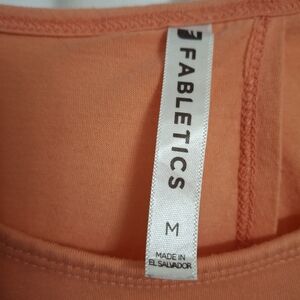 FABLETICS
M
MADE IN
EL SALVADOR